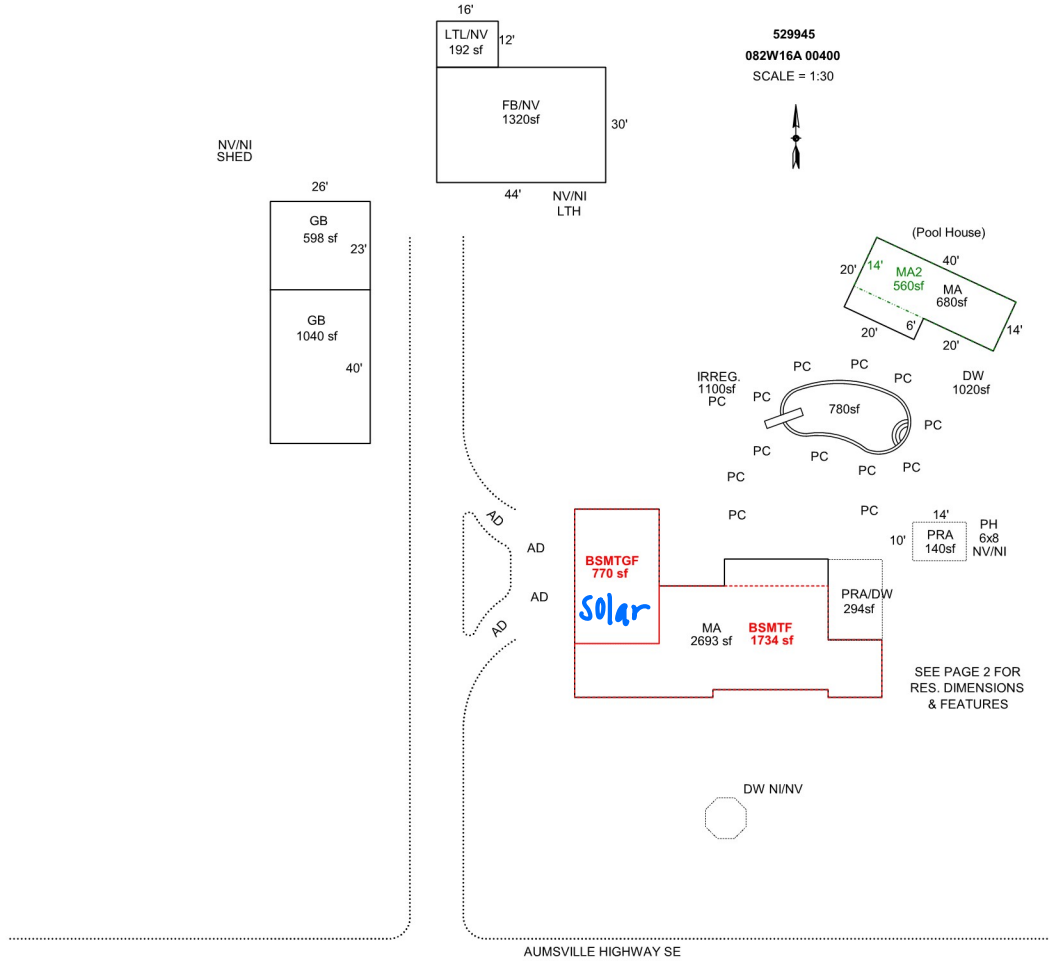 16'
LTL/NV
192 sf
12'
529945
082W16A 00400
SCALE = 1:30
FB/NV
1320sf
30'
44'
NV/NI
LTH
NV/NI
SHED
26'
GB
598 sf
23'
GB
1040 sf
40'
(Pool House)
20'
14'
MA2
560sf
40'
MA
680sf
14'
20'
6'
20'
IRREG.
1100sf
PC
PC
PC
PC
PC
DW
1020sf
780sf
PC
PC
PC
PC
PC
PC
PC
PC
14'
10'
PRA
140sf
PH
6x8
NV/NI
AD
AD
AD
AD
BSMTGF
770 sf
solar
MA
2693 sf
BSMTF
1734 sf
PRA/DW
294sf
SEE PAGE 2 FOR
RES. DIMENSIONS
& FEATURES
DW NI/NV
AUMSVILLE HIGHWAY SE